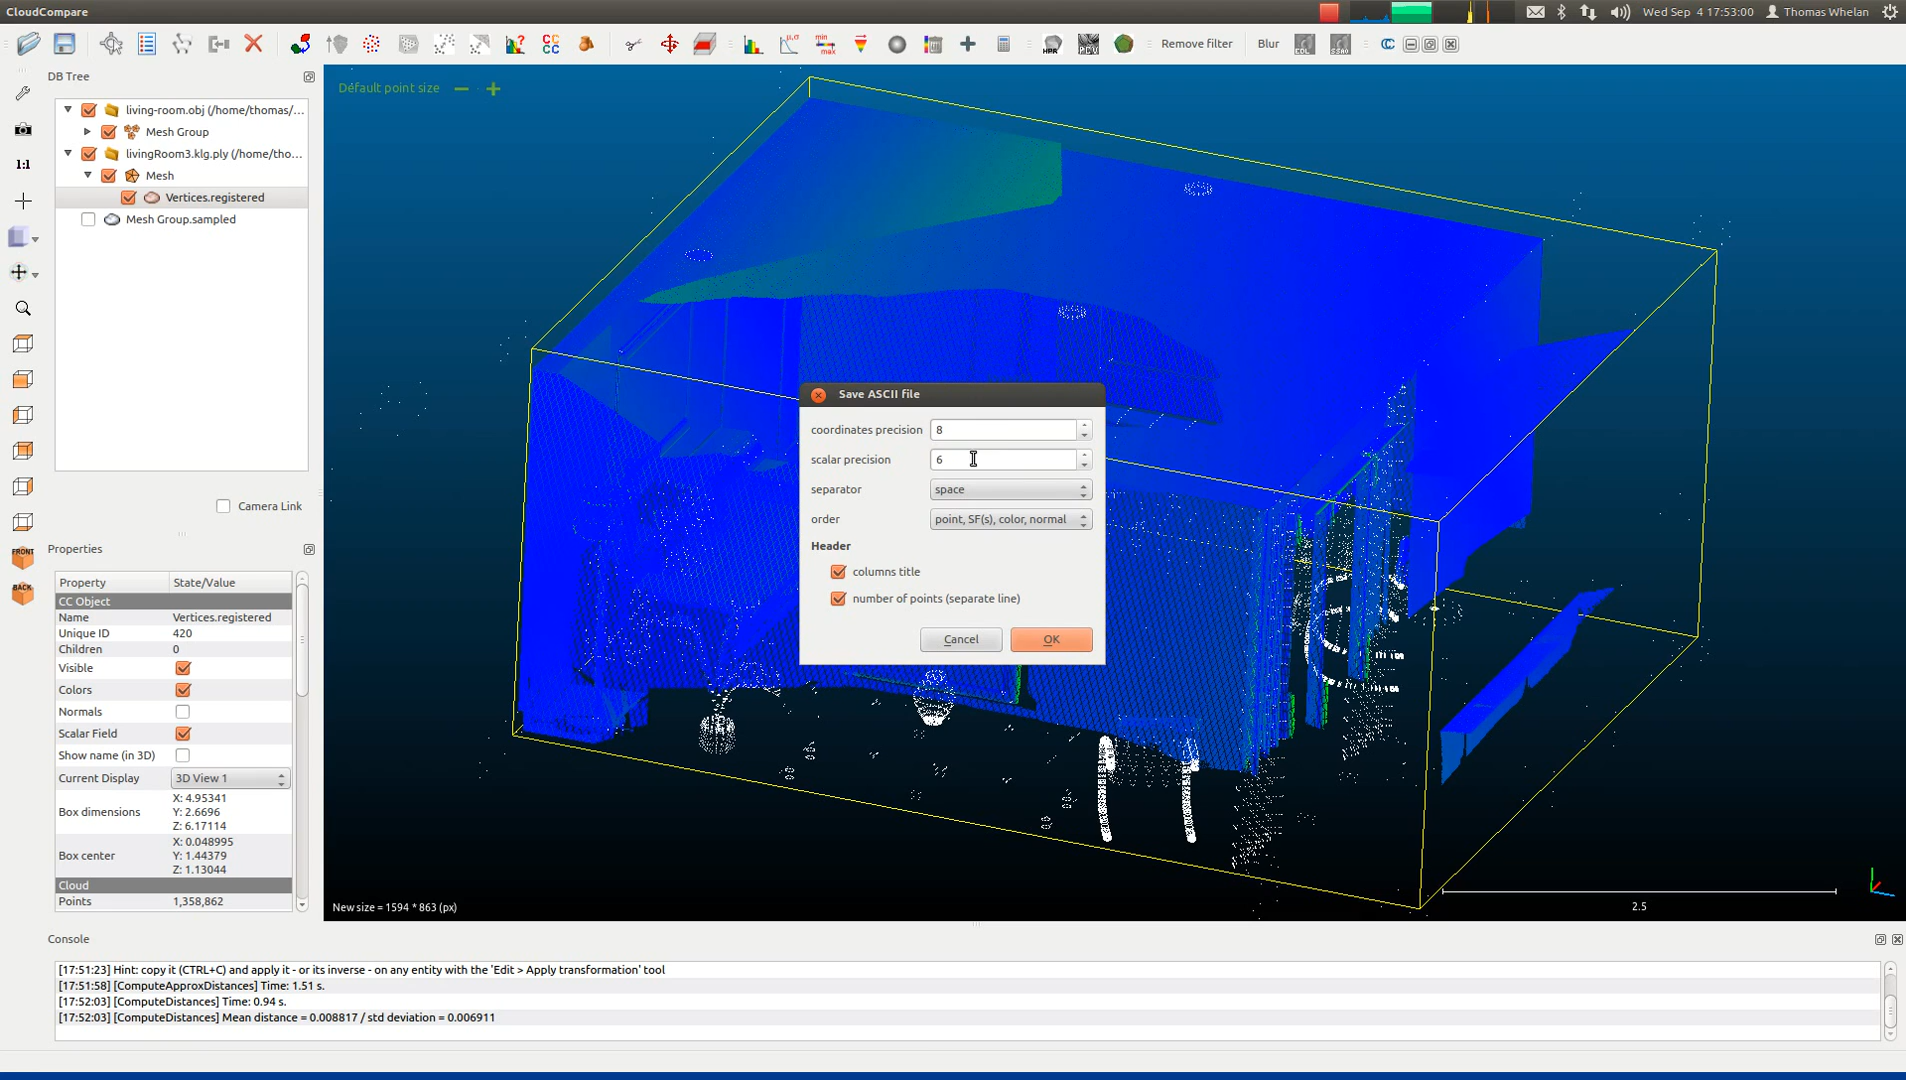 CloudCompare
Wed Sep 4 17:53:00
Thomas Whelan
Remove filter
Blur
DB Tree
living-room.obj (/home/thomas/...
Mesh Group
livingRoom3.klg.ply (/home/tho...
Mesh
Vertices.registered
Mesh Group.sampled
1:1
Camera Link
FRONT
BACK
Properties
Property State/Value
CC Object
Name Vertices.registered
Unique ID 420
Children 0
Visible
Colors
Normals
Scalar Field
Show name (in 3D)
Current Display 3D View 1
Box dimensions
X: 4.95341
Y: 2.6696
Z: 6.17114
Box center
X: 0.048995
Y: 1.44379
Z: 1.13044
Cloud
Points 1,358,862
Default point size
Save ASCII file
coordinates precision 8
scalar precision 6
separator space
order point, SF(s), color, normal
Header
columns title
number of points (separate line)
Cancel OK
New size = 1594 * 863 (px)
2.5
Console
[17:51:23] Hint: copy it (CTRL+C) and apply it - or its inverse - on any entity with the 'Edit > Apply transformation' tool
[17:51:58] [ComputeApproxDistances] Time: 1.51 s.
[17:52:03] [ComputeDistances] Time: 0.94 s.
[17:52:03] [ComputeDistances] Mean distance = 0.008817 / std deviation = 0.006911